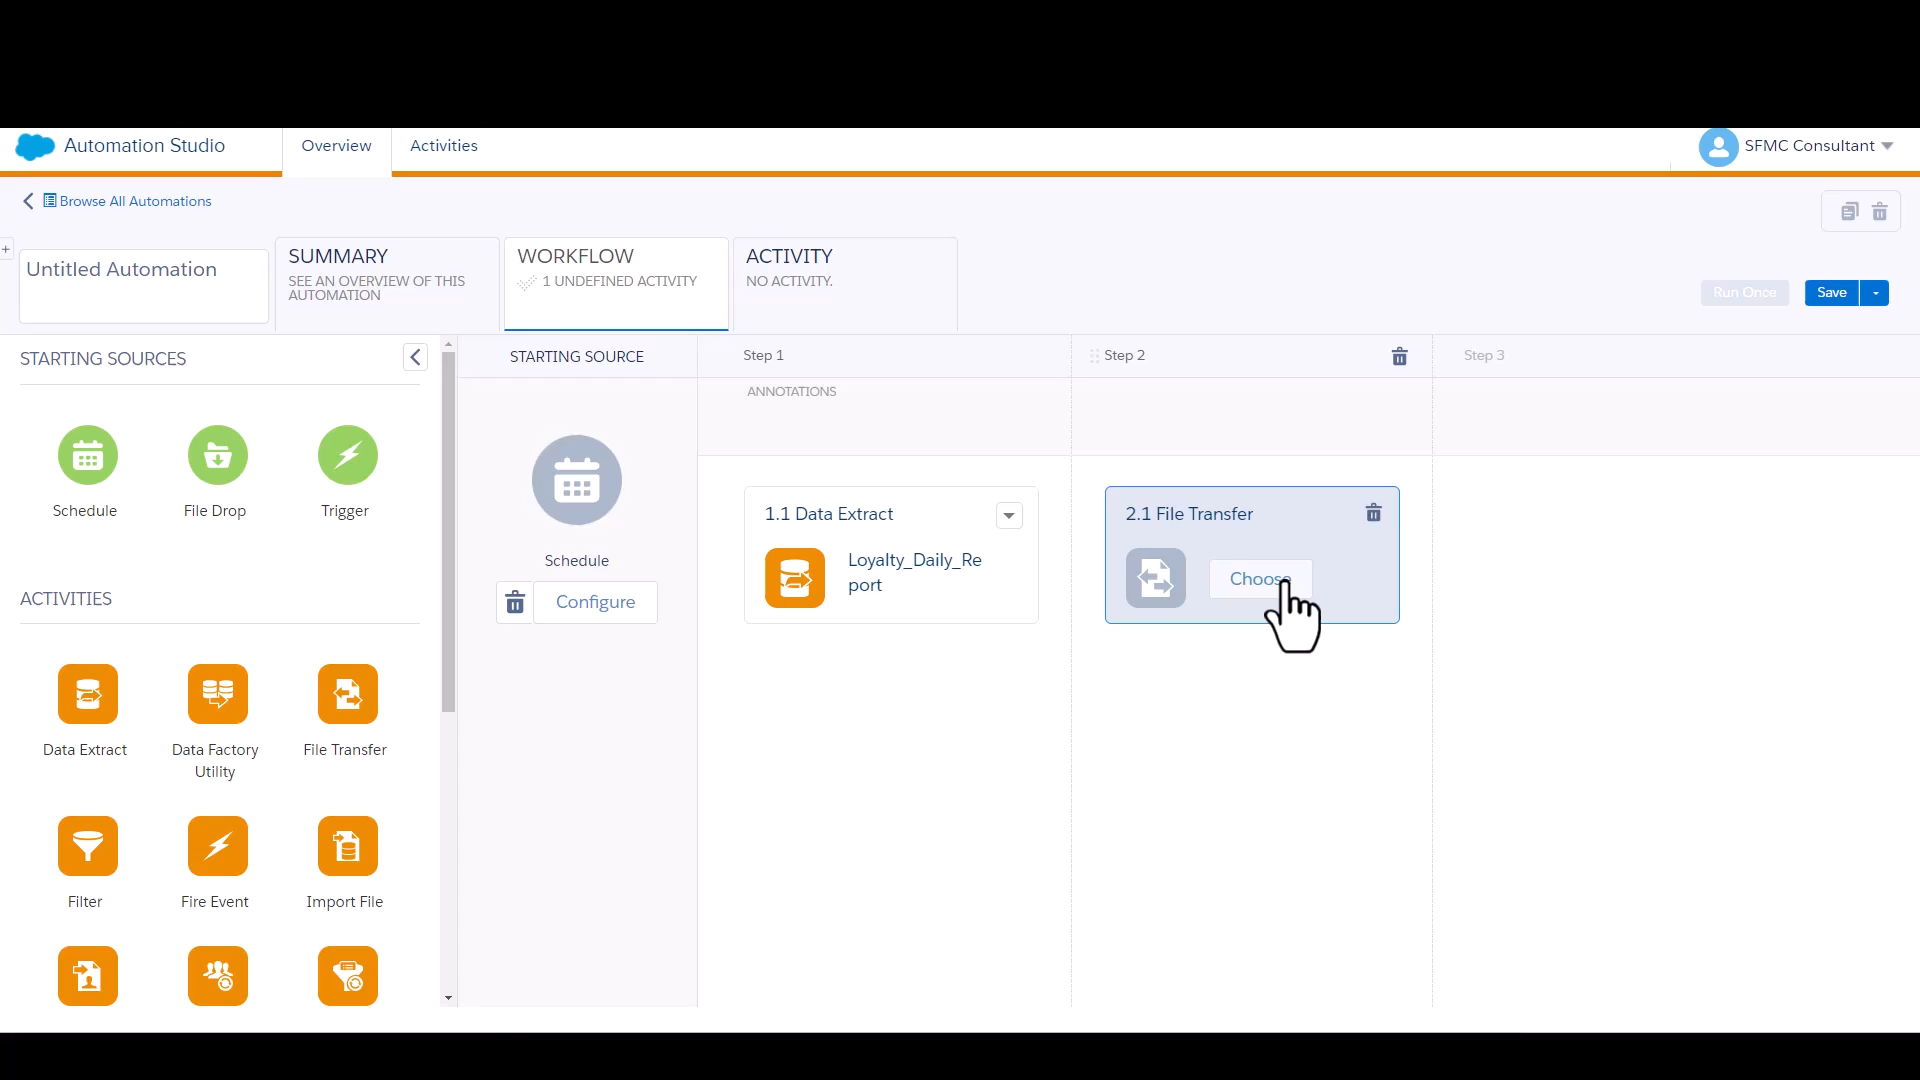 Automation Studio
Overview
Activities
SFMC Consultant
Browse All Automations
+
Untitled Automation
SUMMARY
SEE AN OVERVIEW OF THIS
AUTOMATION
WORKFLOW
1 UNDEFINED ACTIVITY
ACTIVITY
NO ACTIVITY.
Run Once
Save
STARTING SOURCES
STARTING SOURCE
Step 1
Step 2
Step 3
ANNOTATIONS
Schedule
File Drop
Trigger
Schedule
Configure
1.1 Data Extract
Loyalty_Daily_Re
port
2.1 File Transfer
Choose
ACTIVITIES
Data Extract
Data Factory
Utility
File Transfer
Filter
Fire Event
Import File